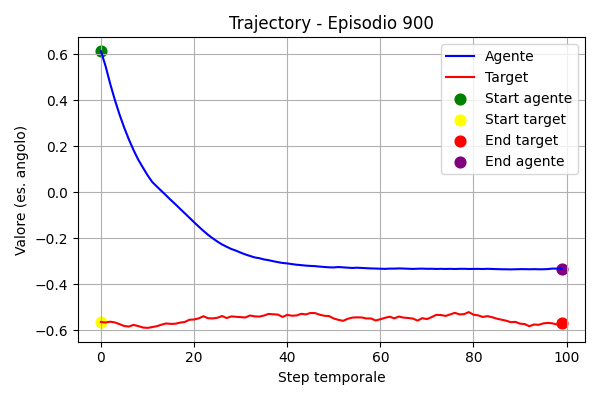 Trajectory - Episodio 900
Valore (es. angolo)
0.6
0.4
0.2
0.0
−0.2
−0.4
−0.6
Agente
Target
Start agente
Start target
End target
End agente
0 20 40 60 80 100
Step temporale